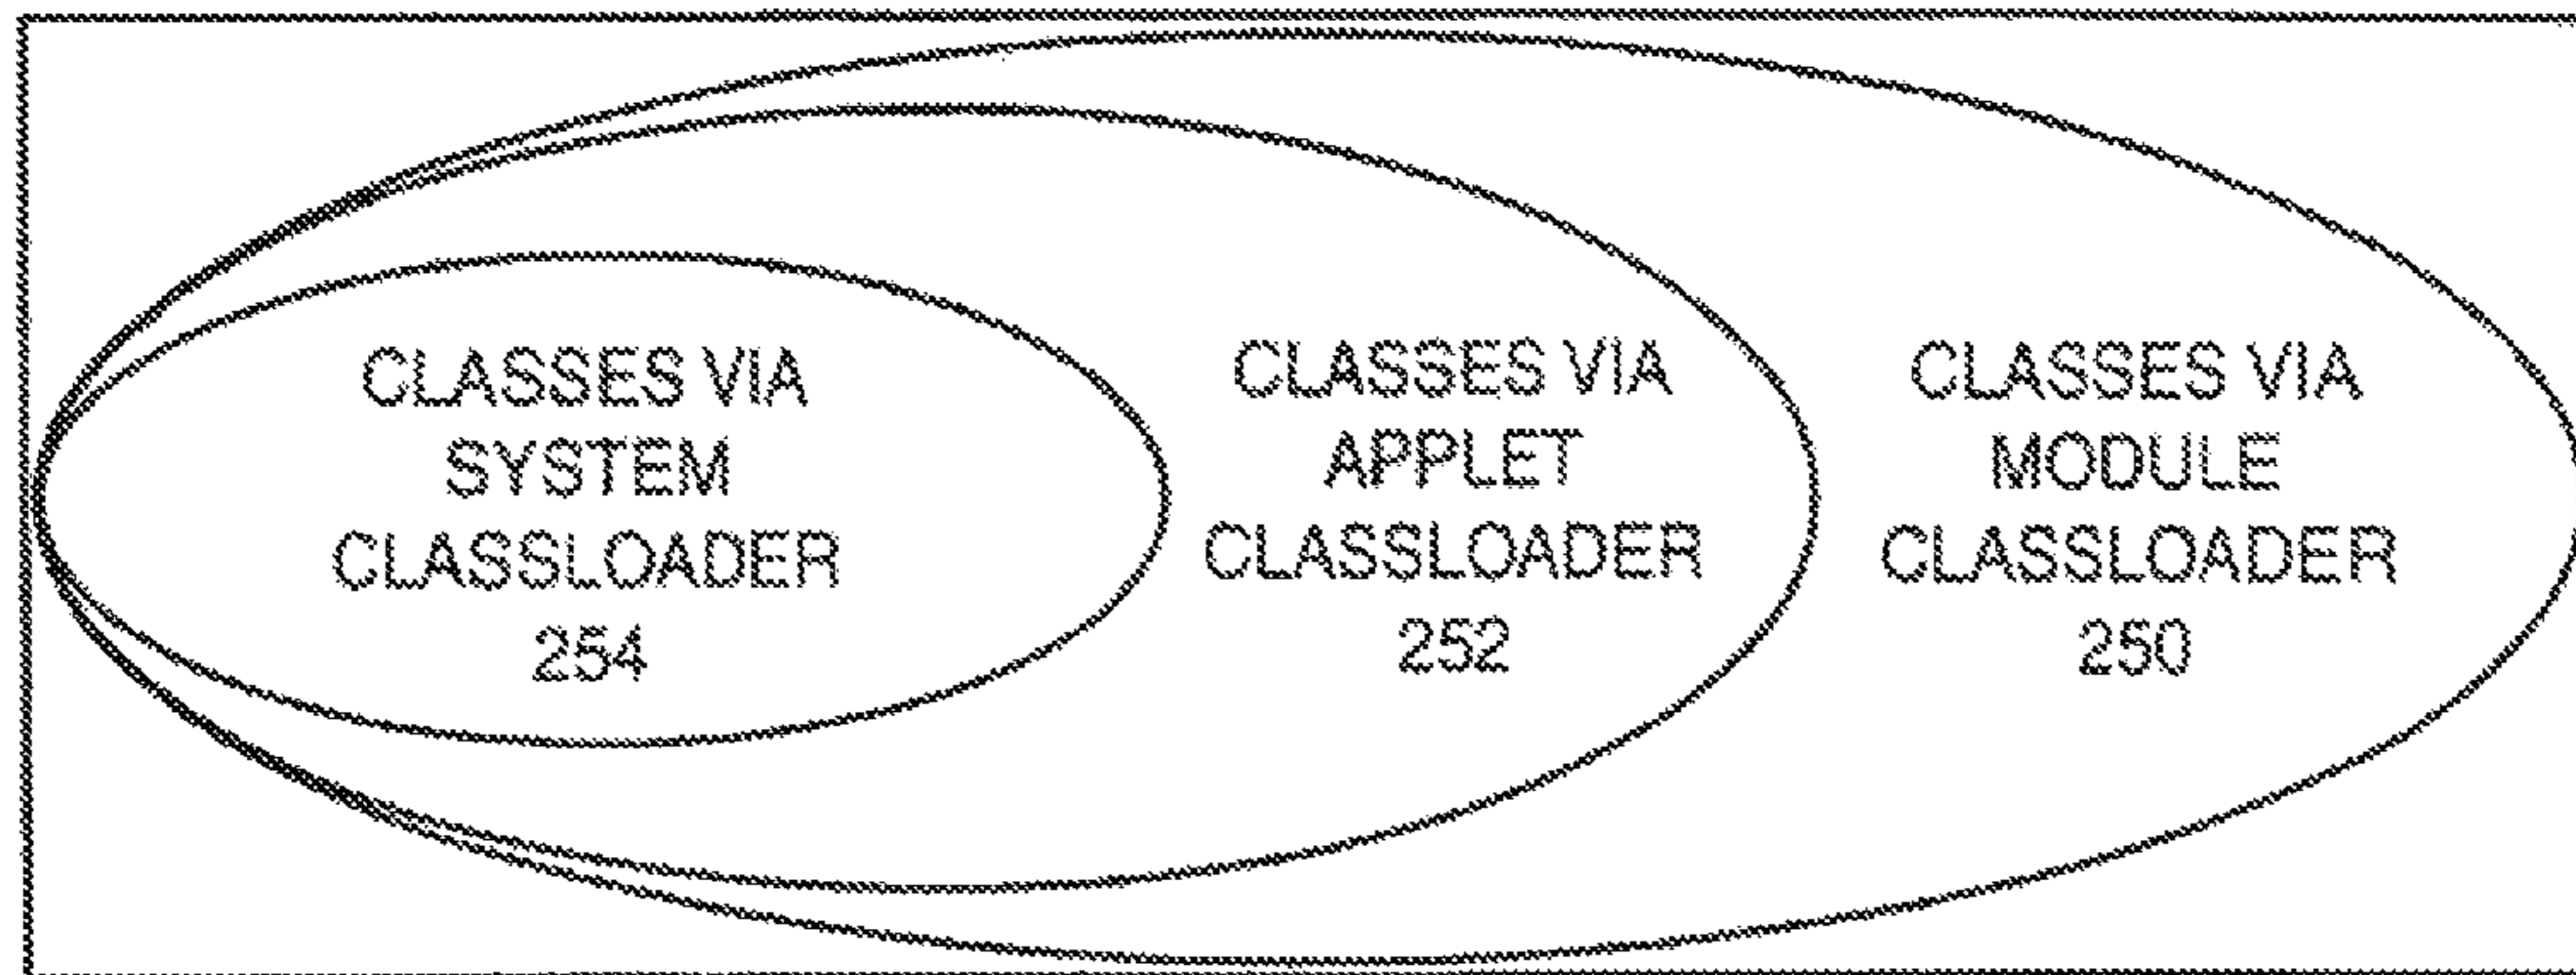 CLASSES VIA
SYSTEM
CLASSLOADER
254
CLASSES VIA
APPLET
CLASSLOADER
252
CLASSES VIA
MODULE
CLASSLOADER
250